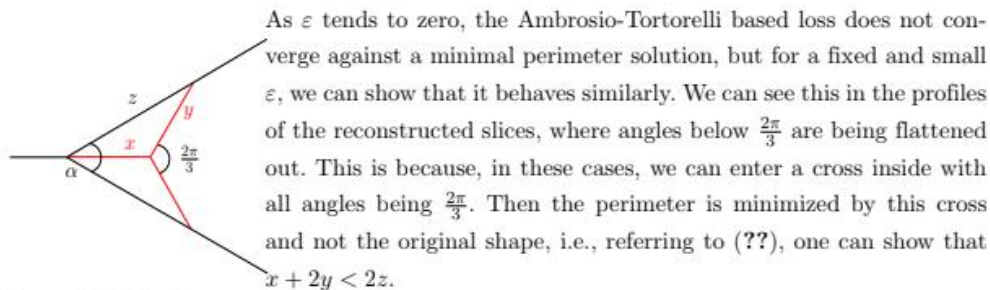 As ε tends to zero, the Ambrosio-Tortorelli based loss does not con-
verge against a minimal perimeter solution, but for a fixed and small
ε, we can show that it behaves similarly. We can see this in the profiles
of the reconstructed slices, where angles below 2π/3 are being flattened
out. This is because, in these cases, we can enter a cross inside with
all angles being 2π/3. Then the perimeter is minimized by this cross
and not the original shape, i.e., referring to (??), one can show that
x + 2y < 2z.
z
y
x
2π/3
α